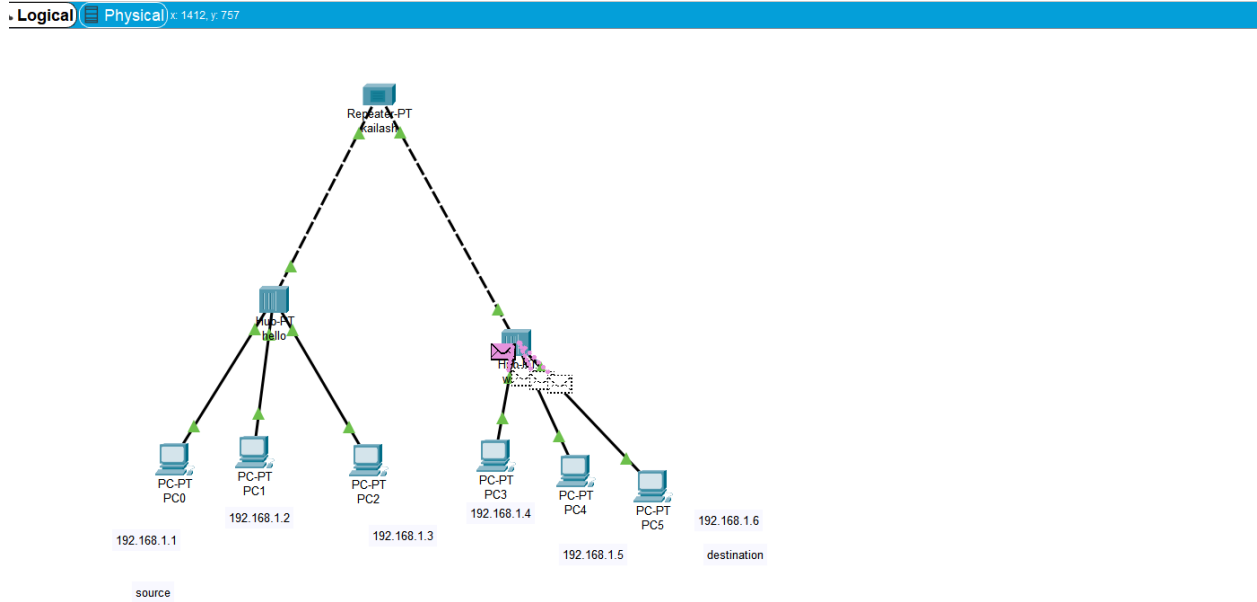 Logical Physical x: 1412, y: 757
Repeater-PT
kailash
Hub-PT
hello
PC-PT
PC0
PC-PT
PC1
PC-PT
PC2
PC-PT
PC3
PC-PT
PC4
PC-PT
PC5
192.168.1.1
192.168.1.2
192.168.1.3
192.168.1.4
192.168.1.5
192.168.1.6
source
destination